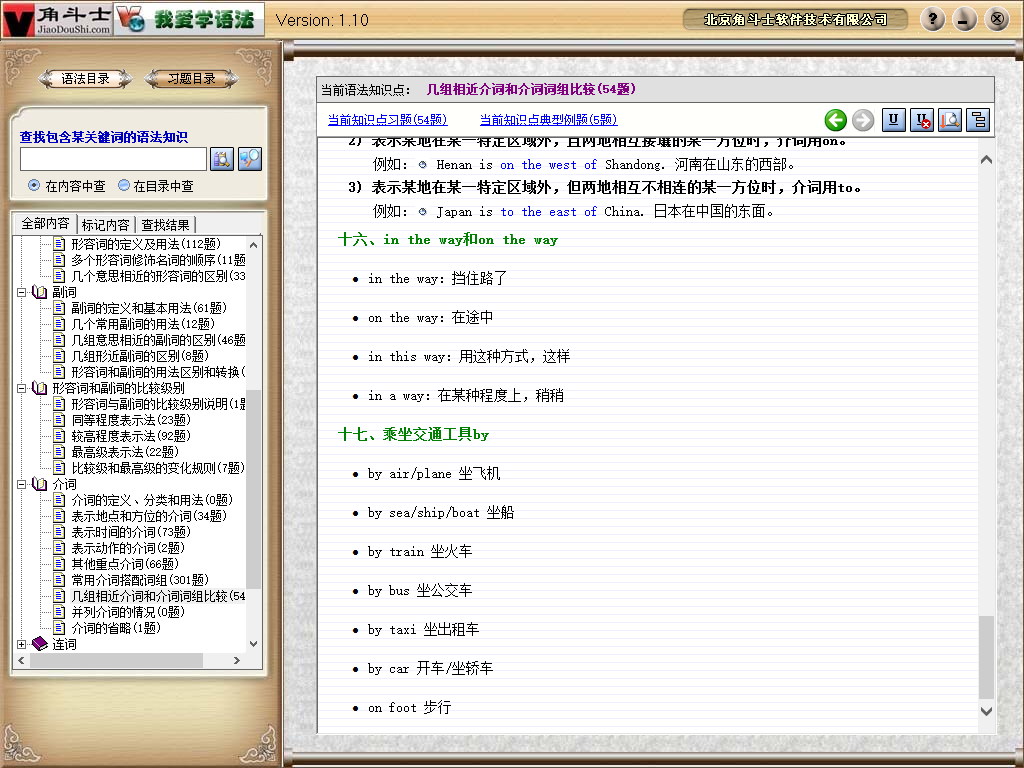 角斗士
JiaoDouShi.com
我爱学语法
Version: 1.10
北京角斗士软件技术有限公司
语法目录
习题目录
查找包含某关键词的语法知识
在内容中查
在目录中查
全部内容
标记内容
查找结果
形容词的定义及用法(112题)
多个形容词修饰名词的顺序(11题
几个意思相近的形容词的区别(33
副词
副词的定义和基本用法(61题)
几个常用副词的用法(12题)
几组意思相近的副词的区别(46题
几组形近副词的区别(8题)
形容词和副词的用法区别和转换(
形容词和副词的比较级别
形容词与副词的比较级别说明(1题
同等程度表示法(23题)
较高程度表示法(92题)
最高级表示法(22题)
比较级和最高级的变化规则(7题)
介词
介词的定义、分类和用法(0题)
表示地点和方位的介词(34题)
表示时间的介词(73题)
表示动作的介词(2题)
其他重点介词(66题)
常用介词搭配词组(301题)
几组相近介词和介词词组比较(54
并列介词的情况(0题)
介词的省略(1题)
连词
当前语法知识点： 几组相近介词和介词词组比较(54题)
当前知识点习题(54题)
当前知识点典型例题(5题)
2) 表示某地在某一特定区域外，且两地相互接壤的某一方位时，介词用on。
例如： Henan is on the west of Shandong. 河南在山东的西部。
3) 表示某地在某一特定区域外，但两地相互不相连的某一方位时，介词用to。
例如： Japan is to the east of China. 日本在中国的东面。
十六、in the way和on the way
• in the way: 挡住路了
• on the way: 在途中
• in this way: 用这种方式，这样
• in a way: 在某种程度上，稍稍
十七、乘坐交通工具by
• by air/plane 坐飞机
• by sea/ship/boat 坐船
• by train 坐火车
• by bus 坐公交车
• by taxi 坐出租车
• by car 开车/坐轿车
• on foot 步行